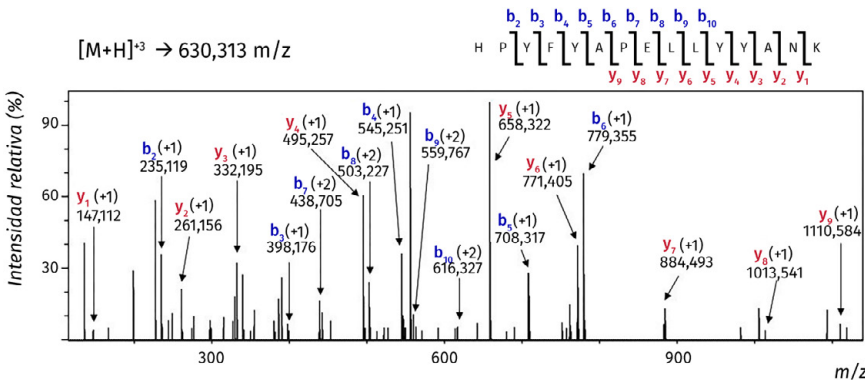 [M+H]⁺³ → 630,313 m/z
b₂ b₃ b₄ b₅ b₆ b₇ b₈ b₉ b₁₀
H P Y F Y A P E L L Y Y A N K
y₉ y₈ y₇ y₆ y₅ y₄ y₃ y₂ y₁
Intensidad relativa (%)
90
60
30
y₁ (+1)
147,112
b₂(+1)
235,119
y₂ (+1)
261,156
y₃ (+1)
332,195
b₃(+1)
398,176
b₇ (+2)
438,705
y₄ (+1)
495,257
b₈(+2)
503,227
b₄(+1)
545,251
b₉ (+2)
559,767
b₁₀ (+2)
616,327
y₅ (+1)
658,322
b₅(+1)
708,317
y₆ (+1)
771,405
b₆(+1)
779,355
y₇ (+1)
884,493
y₈ (+1)
1013,541
y₉ (+1)
1110,584
300
600
900
m/z